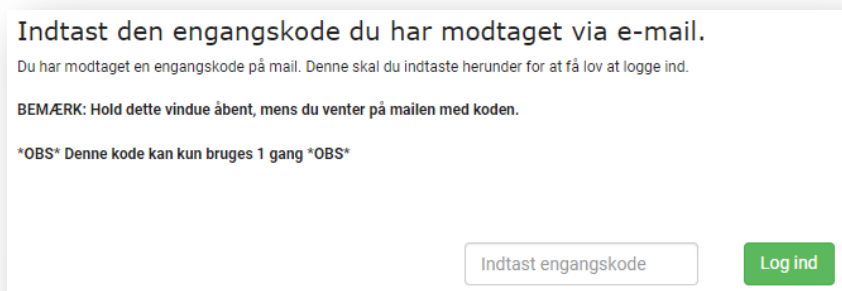 Indtast den engangskode du har modtaget via e-mail.
Du har modtaget en engangskode på mail. Denne skal du indtaste herunder for at få lov at logge ind.
BEMÆRK: Hold dette vindue åbent, mens du venter på mailen med koden.
*OBS* Denne kode kan kun bruges 1 gang *OBS*
Indtast engangskode Log ind